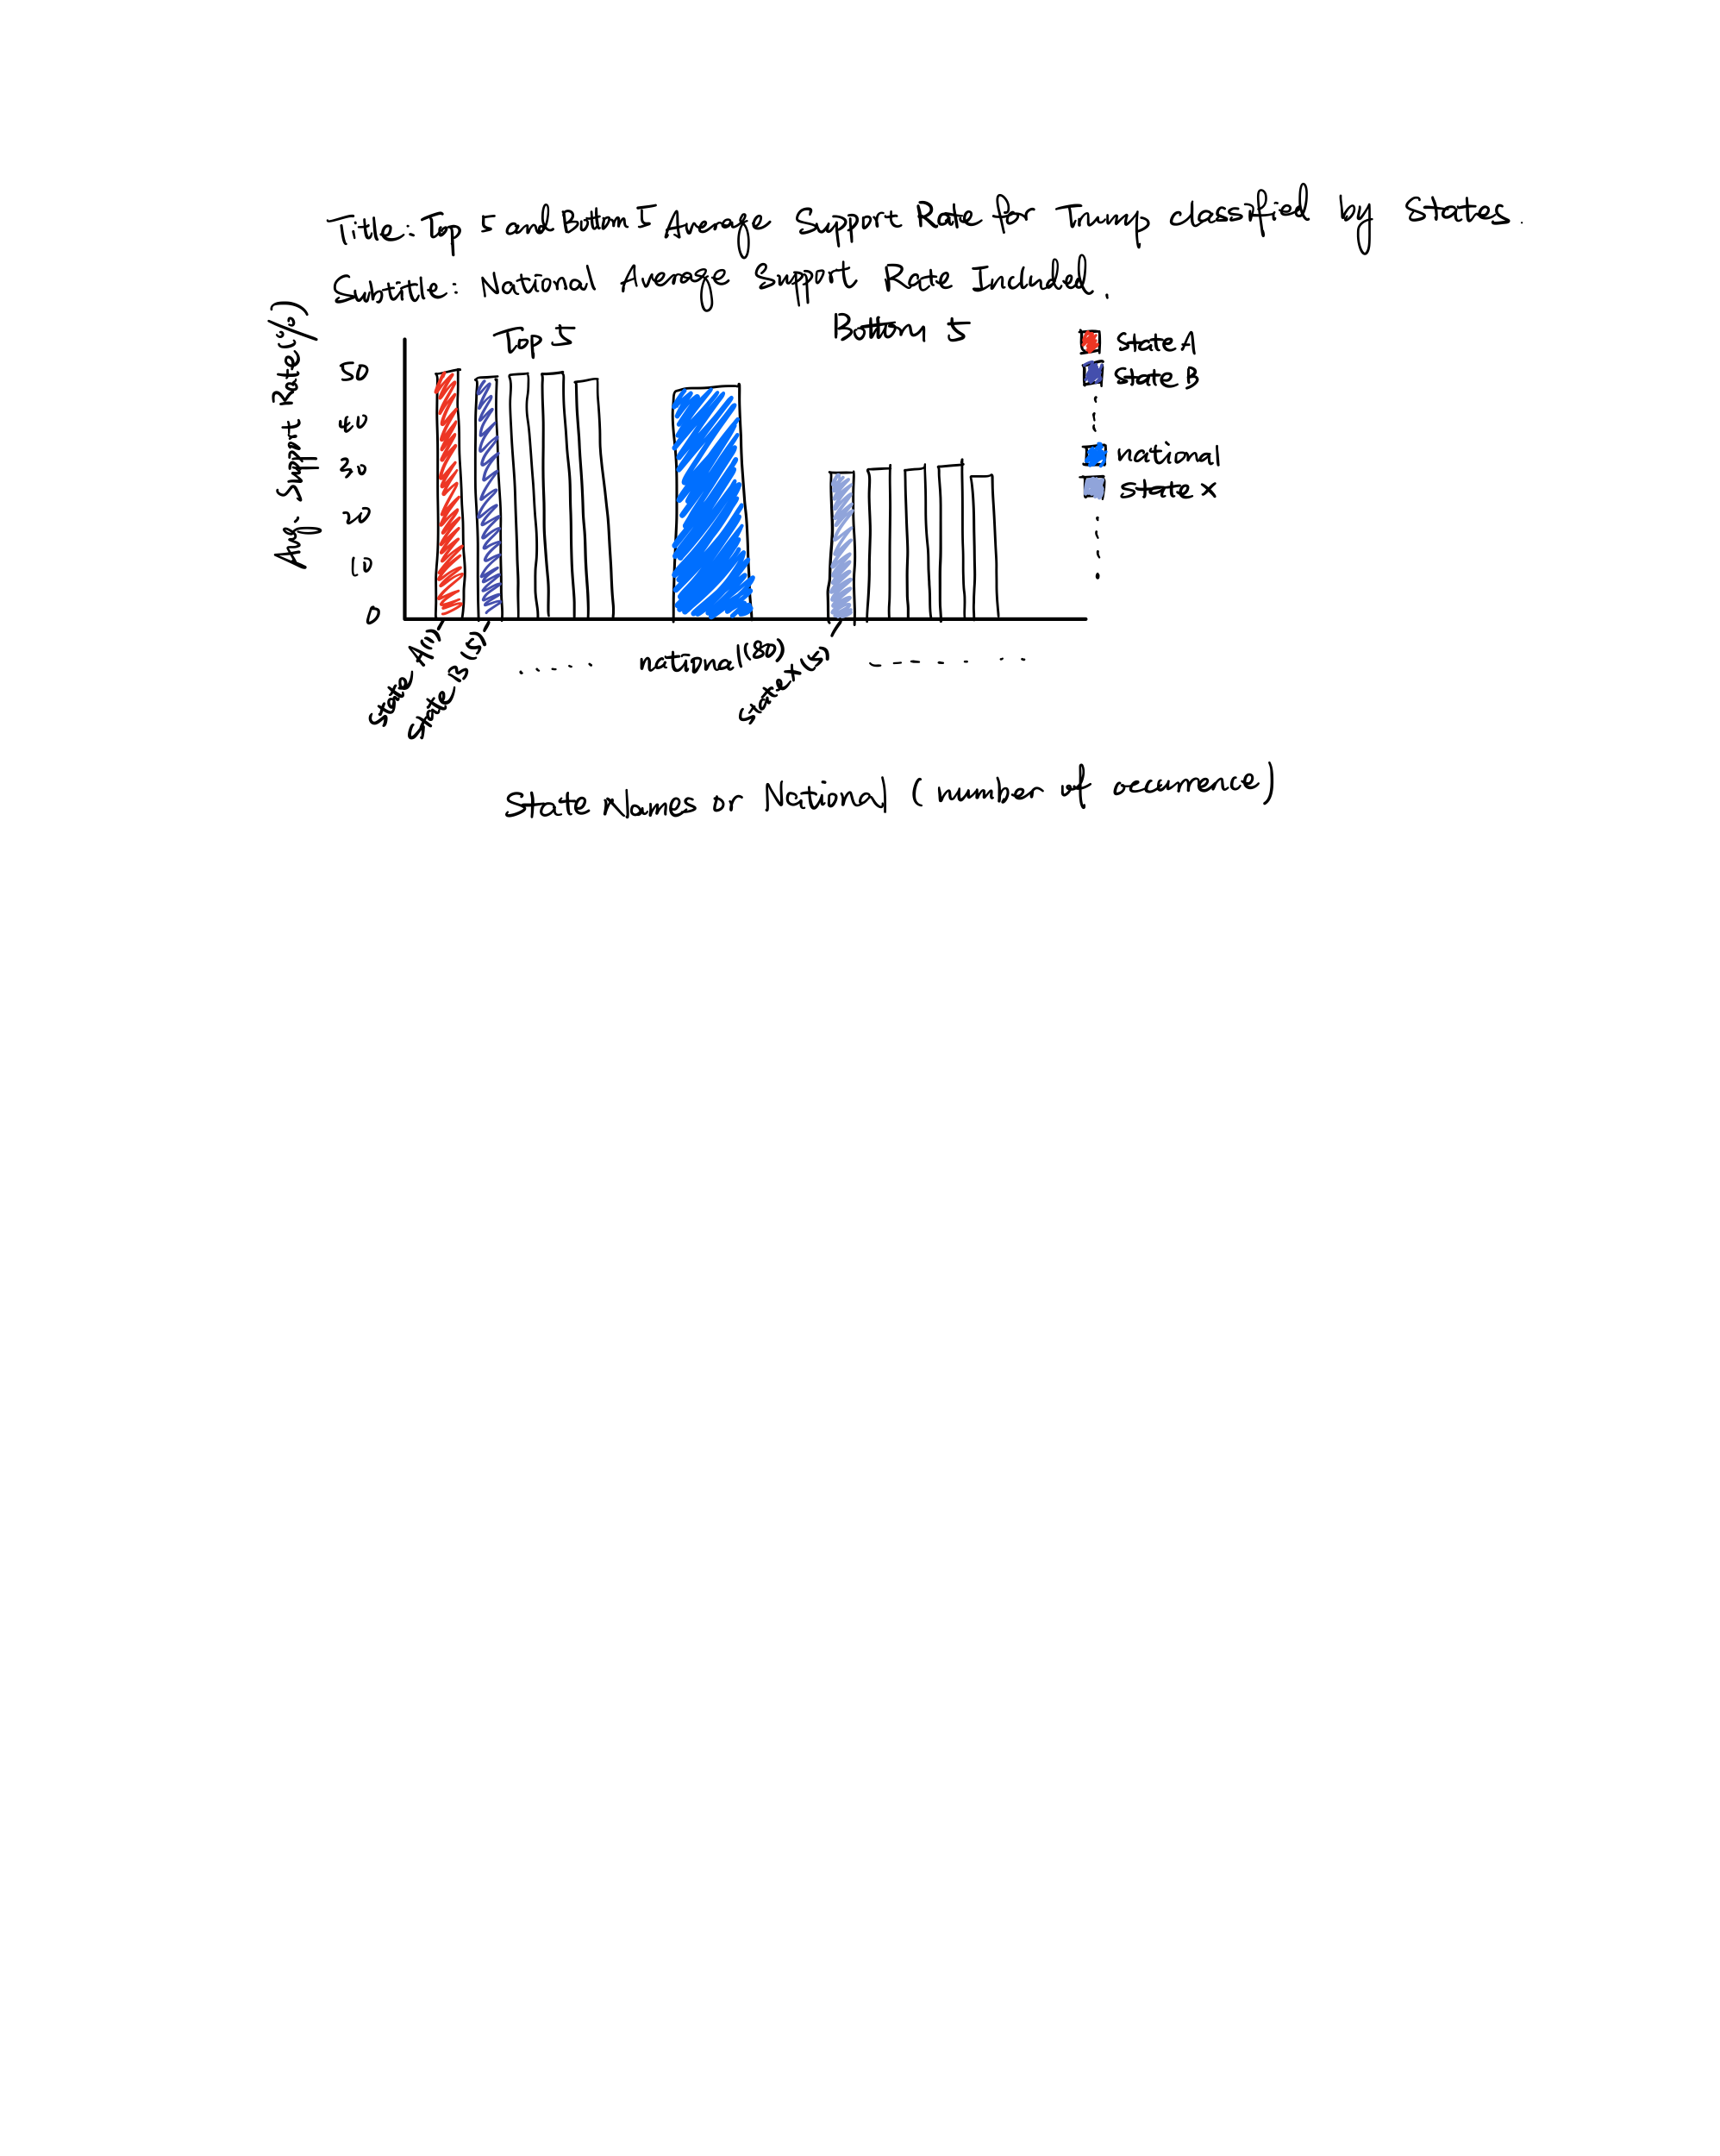 Title: Top 5 and Bottom 5 Average Support Rate for Trump classified by States.
Subtitle: National Average Support Rate Included.
Avg. Support Rate(%)
Top 5
Bottom 5
50
40
30
20
10
0
State A
State B
national
State X
State A(1)
State B (5)
national(80)
State X(5)
State Names or National (number of occurrence)